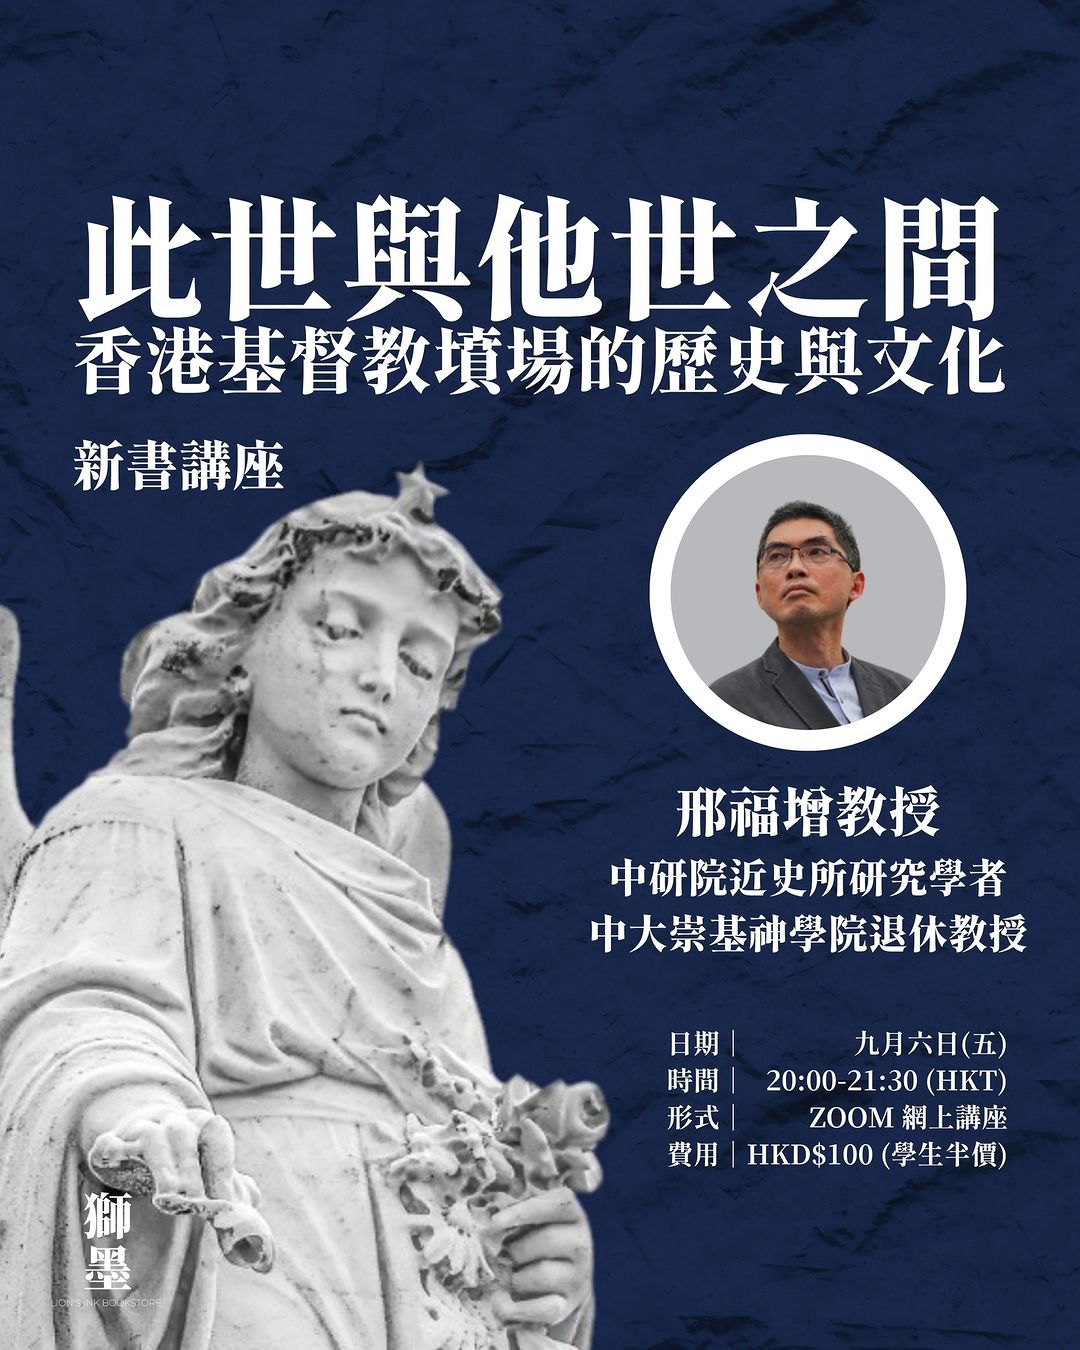 此世與他世之間
香港基督教墳場的歷史與文化
新書講座
邢福增教授
中研院近史所研究學者
中大崇基神學院退休教授
日期｜九月六日(五)
時間｜20:00-21:30 (HKT)
形式｜ZOOM 網上講座
費用｜HKD$100 (學生半價)
獅墨
LION'S INK BOOKSTORE